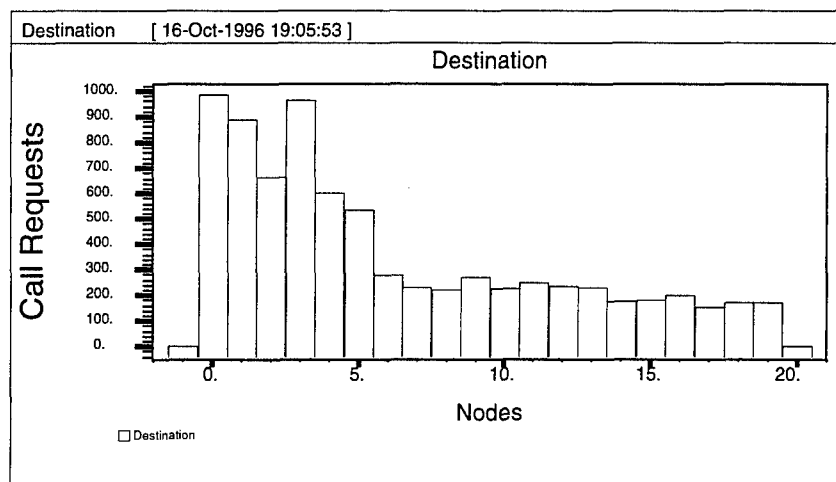 Destination [ 16-Oct-1996 19:05:53 ]
Destination
Call Requests
1000.
900.
800.
700.
600.
500.
400.
300.
200.
100.
0.
0. 5. 10. 15. 20.
Nodes
Destination